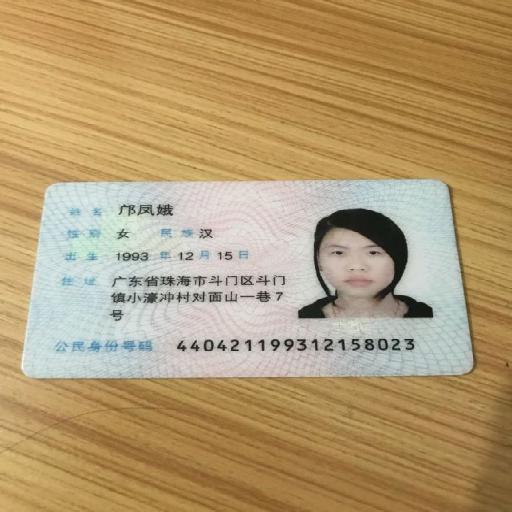 姓名 邝凤娥
性别 女 民族 汉
出生 1993 年 12 月 15 日
住址 广东省珠海市斗门区斗门
镇小濠冲村对面山一巷7
号
公民身份号码 440421199312158023